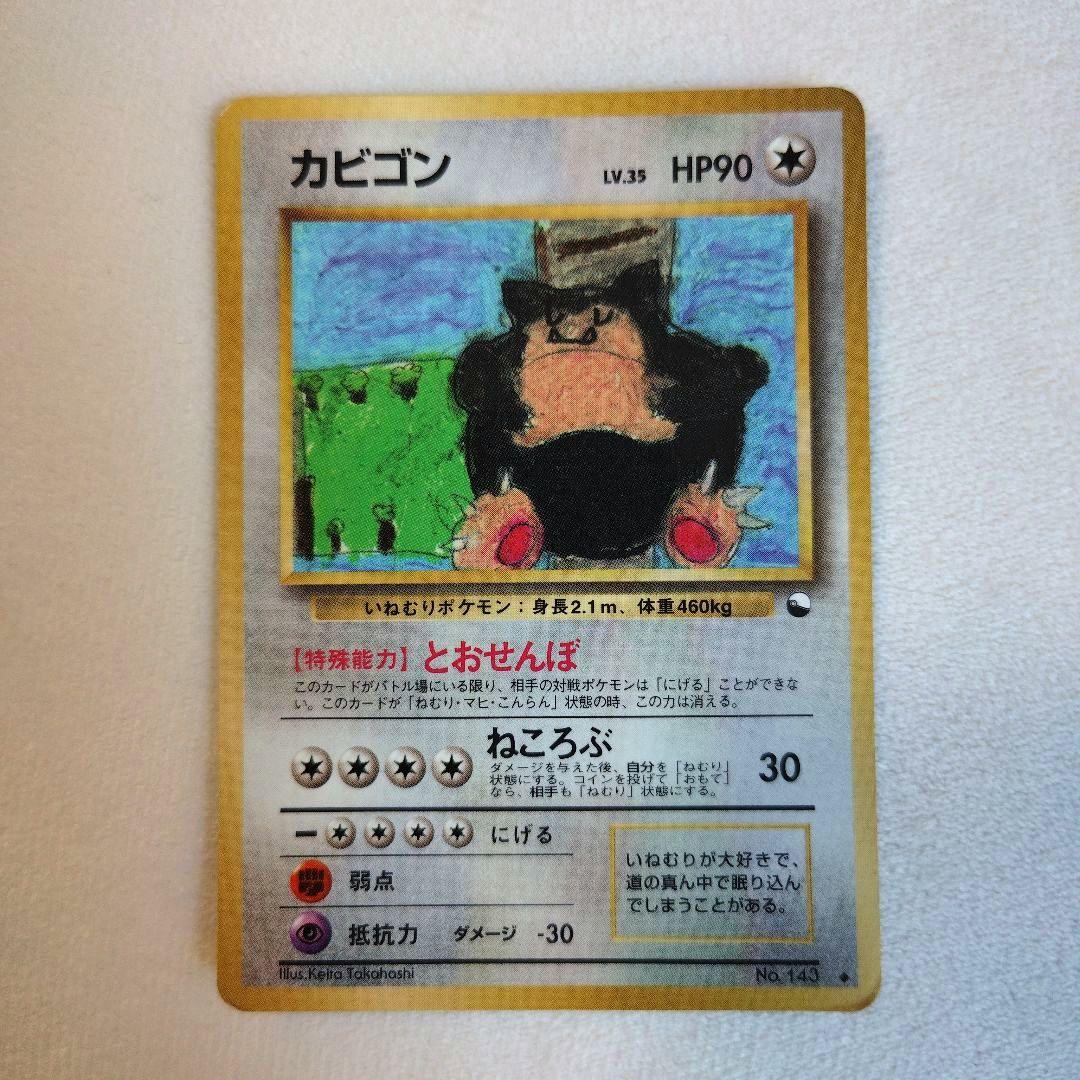 カビゴン LV.35 HP90
いねむりポケモン：身長2.1m、体重460kg
【特殊能力】とおせんぼ
このカードがバトル場にいる限り、相手の対戦ポケモンは「にげる」ことができな
い。このカードが「ねむり・マヒ・こんらん」状態の時、この力は消える。
ねころぶ
ダメージを与えた後、自分を「ねむり」
状態にする。コインを投げて「おもて」
なら、相手も「ねむり」状態にする。
30
ー にげる
弱点
抵抗力 ダメージ -30
いねむりが大好きで、
道の真ん中で眠り込ん
でしまうことがある。
Illus.Keita Takahashi
No. 143